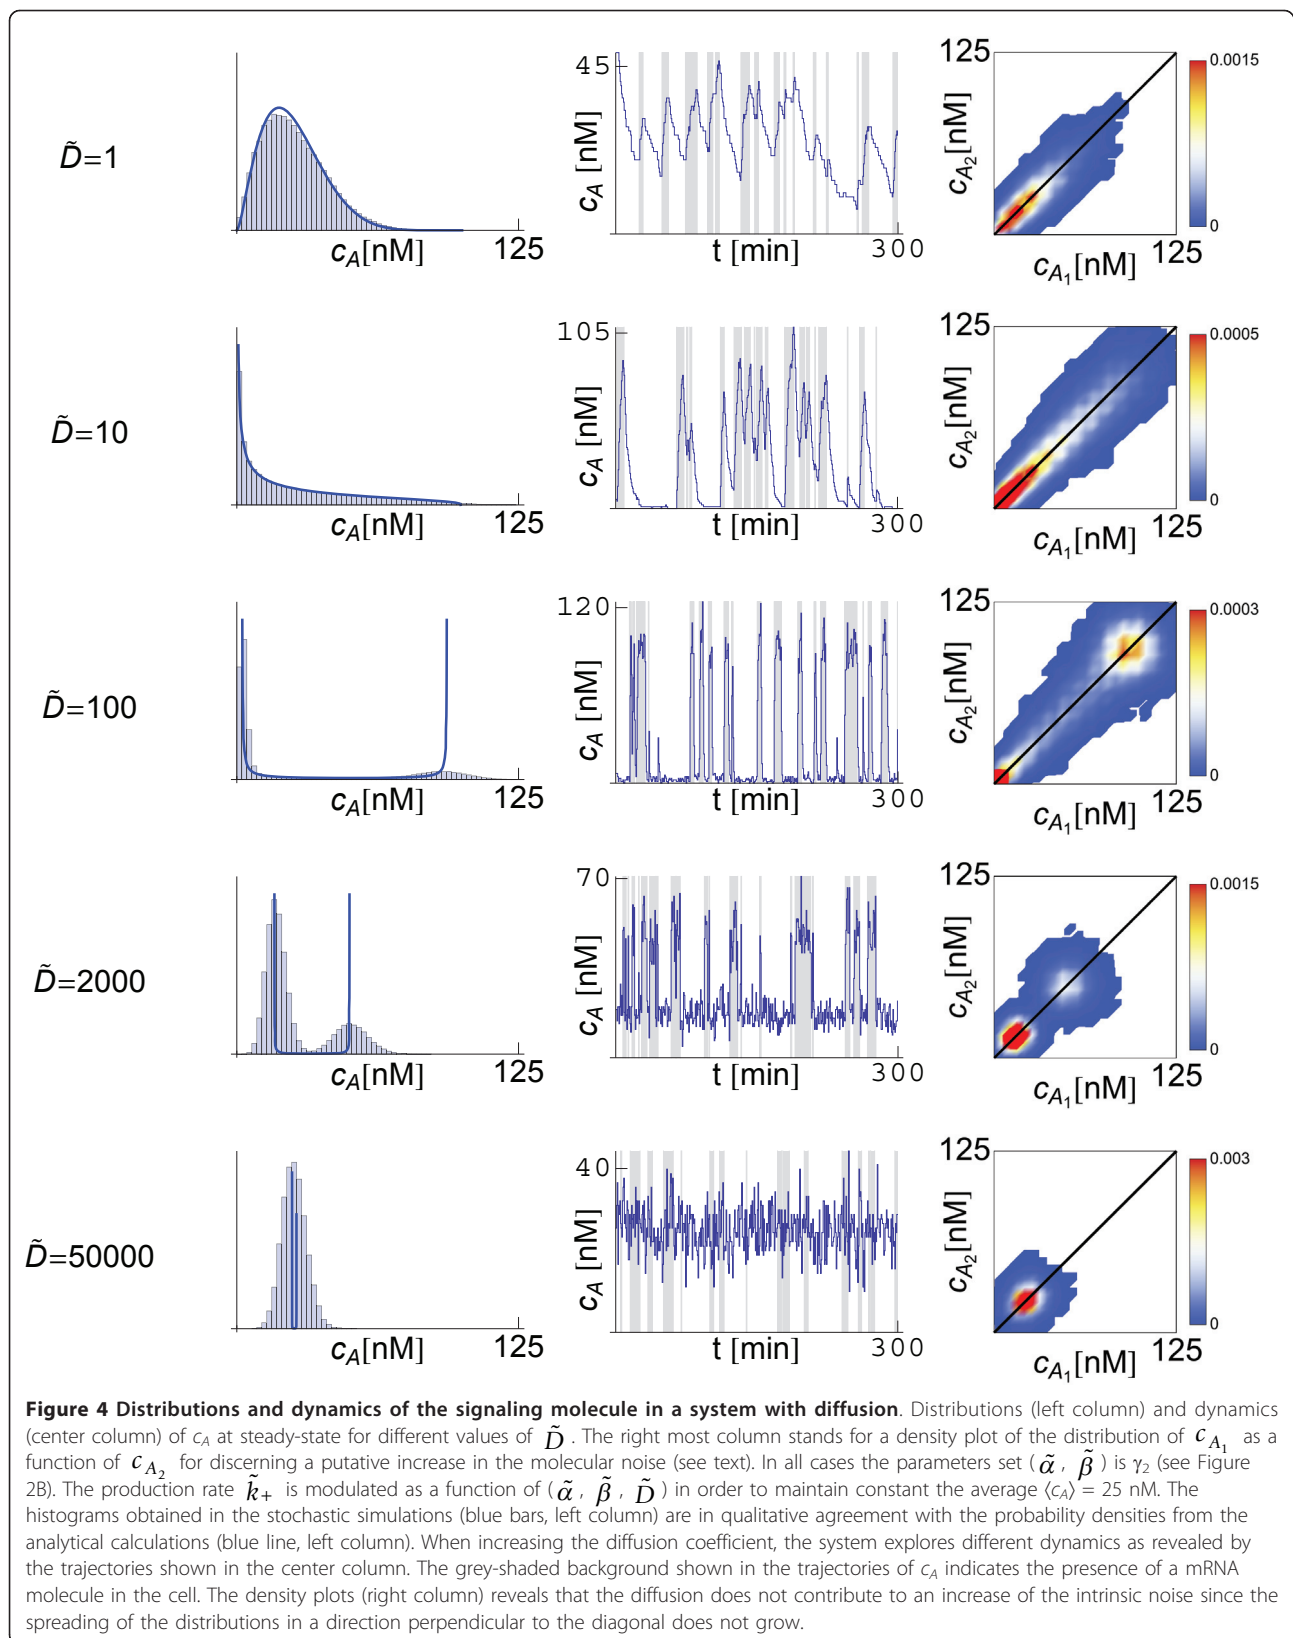 D̃=1
c_A[nM]
125
45
c_A [nM]
t [min]
300
125
c_A₂[nM]
c_A₁[nM]
125
0.0015
0
D̃=10
c_A[nM]
125
105
c_A [nM]
t [min]
300
125
c_A₂[nM]
c_A₁[nM]
125
0.0005
0
D̃=100
c_A[nM]
125
120
c_A [nM]
t [min]
300
125
c_A₂[nM]
c_A₁[nM]
125
0.0003
0
D̃=2000
c_A[nM]
125
70
c_A [nM]
t [min]
300
125
c_A₂[nM]
c_A₁[nM]
125
0.0015
0
D̃=50000
c_A[nM]
125
40
c_A [nM]
t [min]
300
125
c_A₂[nM]
c_A₁[nM]
125
0.003
0
Figure 4 Distributions and dynamics of the signaling molecule in a system with diffusion. Distributions (left column) and dynamics
(center column) of c_A at steady-state for different values of D̃ . The right most column stands for a density plot of the distribution of c_A₁ as a
function of c_A₂ for discerning a putative increase in the molecular noise (see text). In all cases the parameters set ( α̃ , β̃ ) is γ₂ (see Figure
2B). The production rate k̃₊ is modulated as a function of ( α̃ , β̃ , D̃ ) in order to maintain constant the average ⟨c_A⟩ = 25 nM. The
histograms obtained in the stochastic simulations (blue bars, left column) are in qualitative agreement with the probability densities from the
analytical calculations (blue line, left column). When increasing the diffusion coefficient, the system explores different dynamics as revealed by
the trajectories shown in the center column. The grey-shaded background shown in the trajectories of c_A indicates the presence of a mRNA
molecule in the cell. The density plots (right column) reveals that the diffusion does not contribute to an increase of the intrinsic noise since the
spreading of the distributions in a direction perpendicular to the diagonal does not grow.